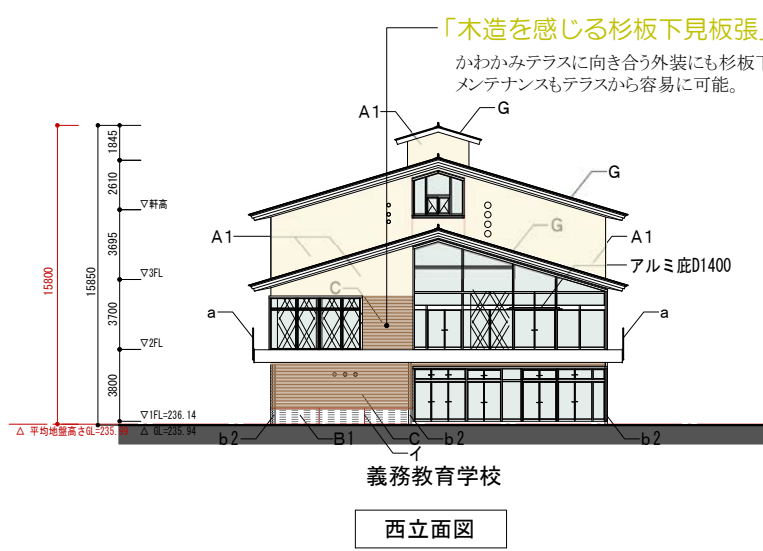 「木造を感じる杉板下見板張」
かわかみテラスに向き合う外装にも杉板下
メンテナンスもテラスから容易に可能。
A1
G
1845
2610
G
▽軒高
3695
A1
G
A1
15800
15850
アルミ庇D1400
▽3FL
C
a
a
3700
▽2FL
3800
▽1FL=236.14
△ 平均地盤高さGL=235.
△ GL=235.94
b2
B1
C
b2
b2
イ
義務教育学校
西立面図